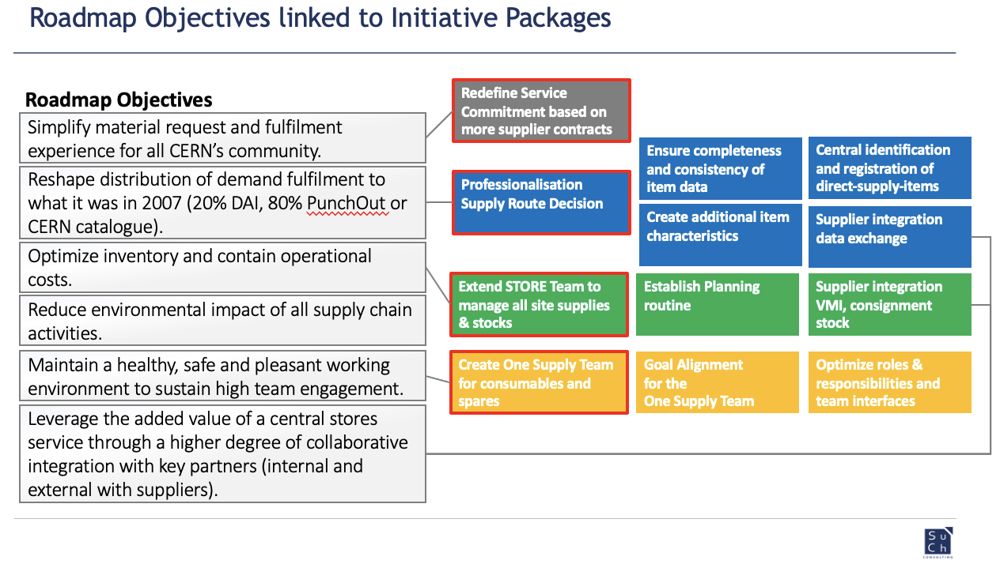 Roadmap Objectives linked to Initiative Packages
Roadmap Objectives
Simplify material request and fulfilment
experience for all CERN’s community.
Reshape distribution of demand fulfilment to
what it was in 2007 (20% DAI, 80% PunchOut or
CERN catalogue).
Optimize inventory and contain operational
costs.
Reduce environmental impact of all supply chain
activities.
Maintain a healthy, safe and pleasant working
environment to sustain high team engagement.
Leverage the added value of a central stores
service through a higher degree of collaborative
integration with key partners (internal and
external with suppliers).
Redefine Service
Commitment based on
more supplier contracts
Professionalisation
Supply Route Decision
Ensure completeness
and consistency of
item data
Central identification
and registration of
direct-supply-items
Create additional item
characteristics
Supplier integration
data exchange
Extend STORE Team to
manage all site supplies
& stocks
Establish Planning
routine
Supplier integration
VMI, consignment
stock
Create One Supply Team
for consumables and
spares
Goal Alignment
for the
One Supply Team
Optimize roles &
responsibilities and
team interfaces
Su
Ch
CONSULTING